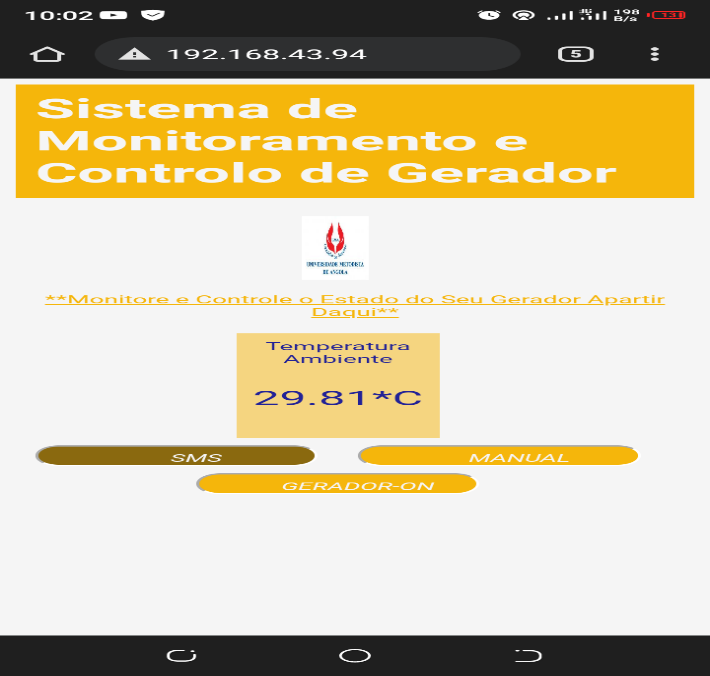 10:02
198
B/s
13
192.168.43.94
5
Sistema de
Monitoramento e
Controlo de Gerador
UNIVERSIDADE METODISTA
DE ANGOLA
**Monitore e Controle o Estado do Seu Gerador Apartir
Daqui**
Temperatura
Ambiente
29.81*C
SMS
MANUAL
GERADOR-ON